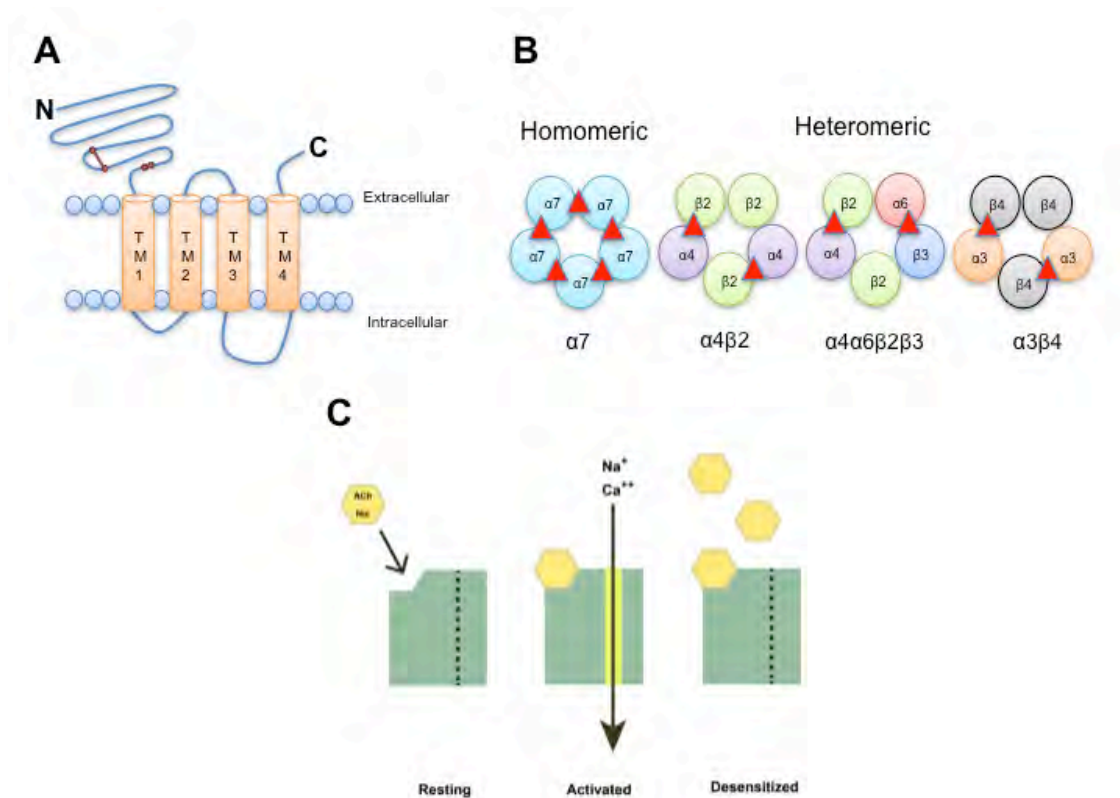 A
N
C
T M 1
T M 2
T M 3
T M 4
Extracellular
Intracellular
B
Homomeric
Heteromeric
α7
α7
α7
α7
α7
α7
β2
β2
α4
α4
β2
α4β2
β2
α6
α4
β3
β2
α4α6β2β3
β4
β4
α3
α3
β4
α3β4
C
ACh
Na⁺
Ca⁺⁺
Resting
Activated
Desensitized